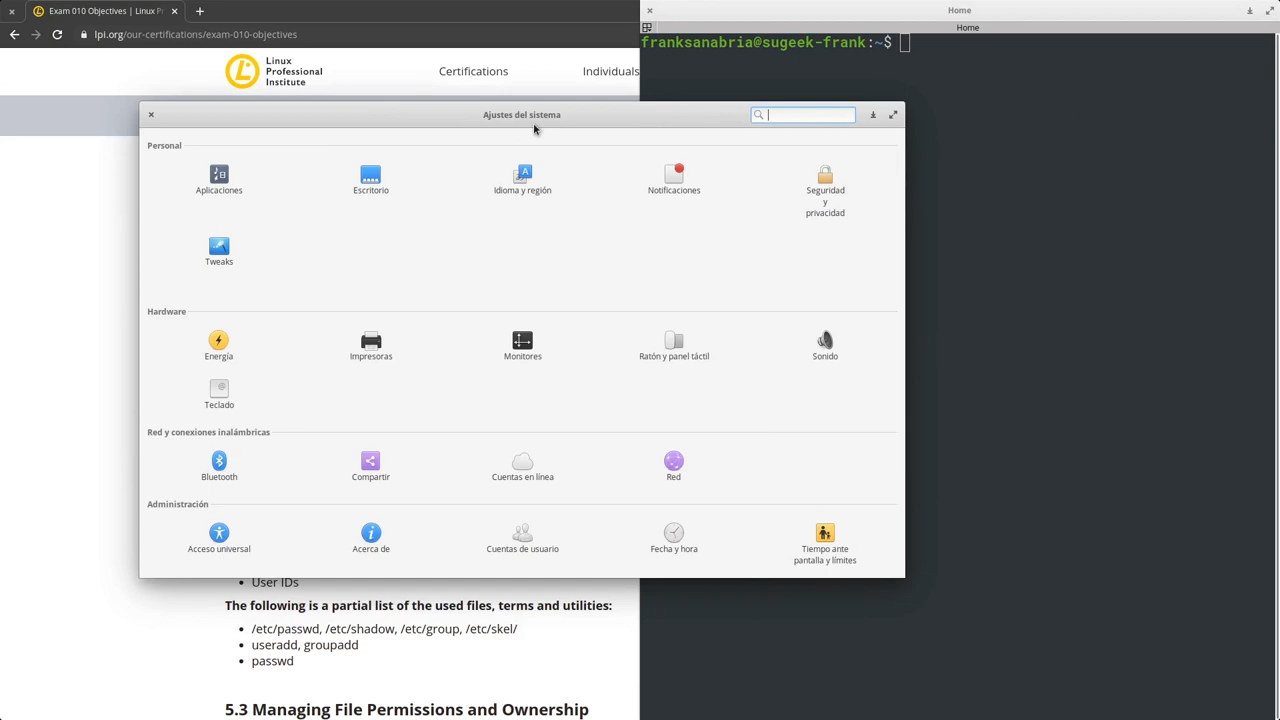 Exam 010 Objectives | Linux P
lpi.org/our-certifications/exam-010-objectives
Linux
Professional
Institute
Certifications
Individuals
Home
Home
franksanabria@sugeek-frank:~$
Ajustes del sistema
Personal
Aplicaciones
Escritorio
Idioma y región
Notificaciones
Seguridad
y
privacidad
Tweaks
Hardware
Energía
Impresoras
Monitores
Ratón y panel táctil
Sonido
Teclado
Red y conexiones inalámbricas
Bluetooth
Compartir
Cuentas en línea
Red
Administración
Acceso universal
Acerca de
Cuentas de usuario
Fecha y hora
Tiempo ante
pantalla y límites
• User IDs
The following is a partial list of the used files, terms and utilities:
• /etc/passwd, /etc/shadow, /etc/group, /etc/skel/
• useradd, groupadd
• passwd
5.3 Managing File Permissions and Ownership